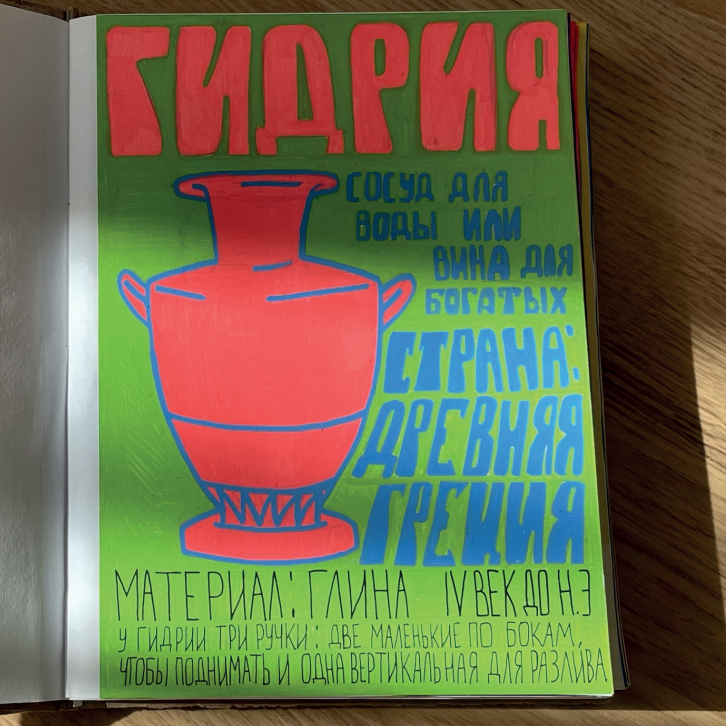 ГИДРИЯ
СОСУД ДЛЯ
ВОДЫ ИЛИ
ВИНА ДЛЯ
БОГАТЫХ
СТРАНА:
ДРЕВНЯЯ
ГРЕЦИЯ
МАТЕРИАЛ: ГЛИНА IV ВЕК ДО Н.Э
У ГИДРИИ ТРИ РУЧКИ: ДВЕ МАЛЕНЬКИЕ ПО БОКАМ,
ЧТОБЫ ПОДНИМАТЬ И ОДНА ВЕРТИКАЛЬНАЯ ДЛЯ РАЗЛИВА